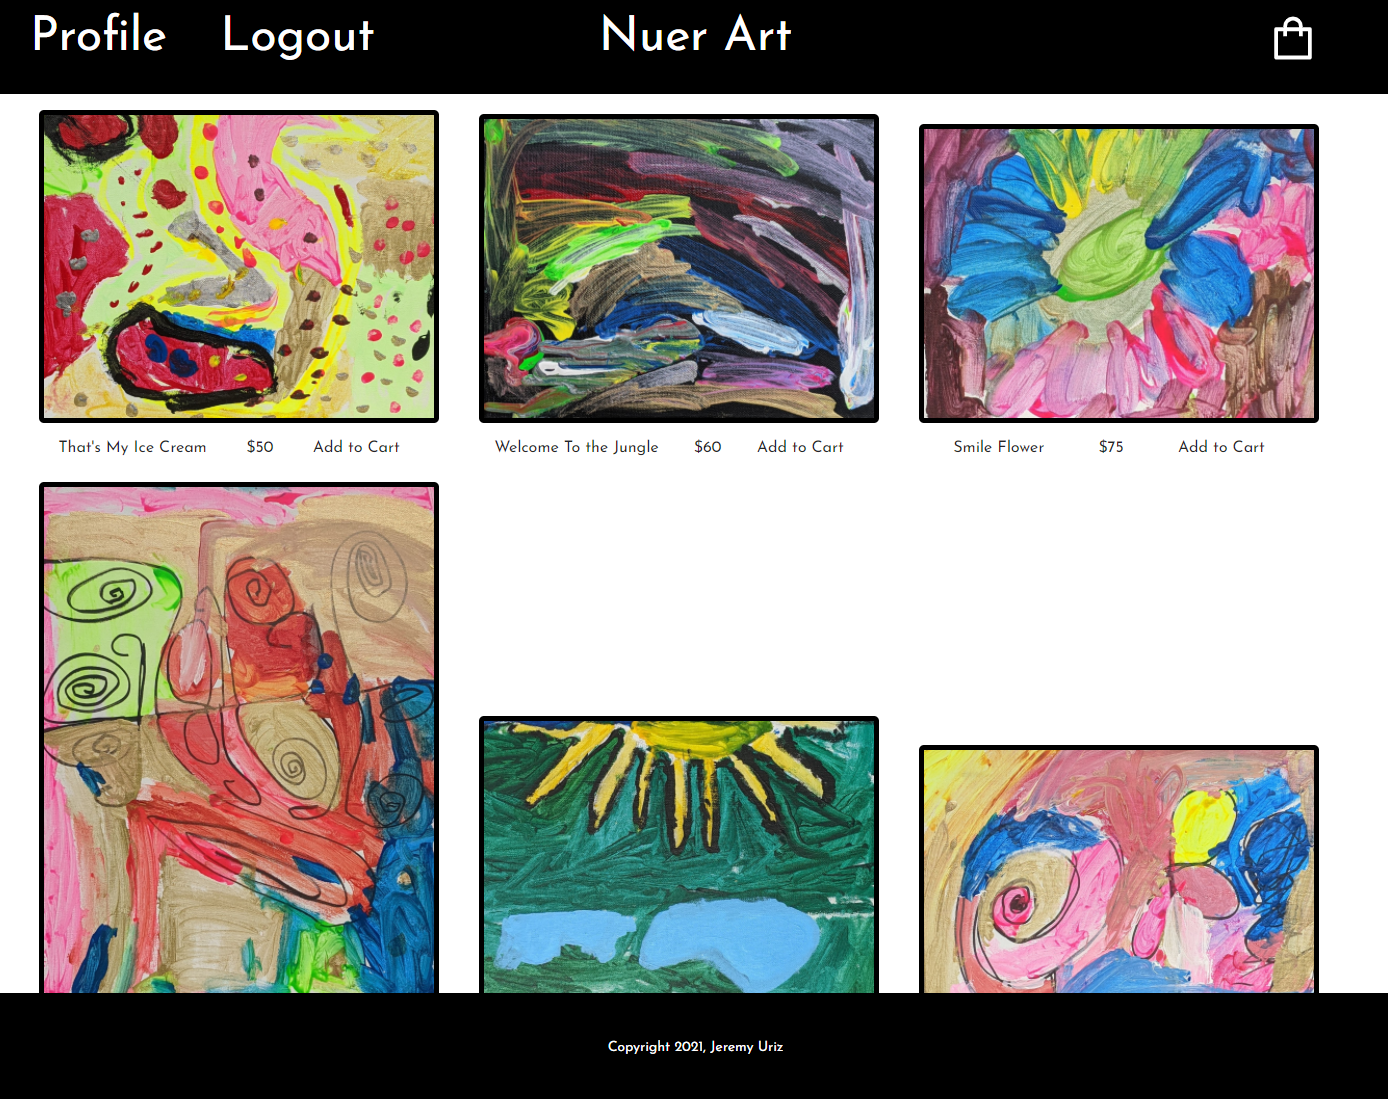 Profile Logout Nuer Art
That's My Ice Cream $50 Add to Cart
Welcome To the Jungle $60 Add to Cart
Smile Flower $75 Add to Cart
Copyright 2021, Jeremy Uriz